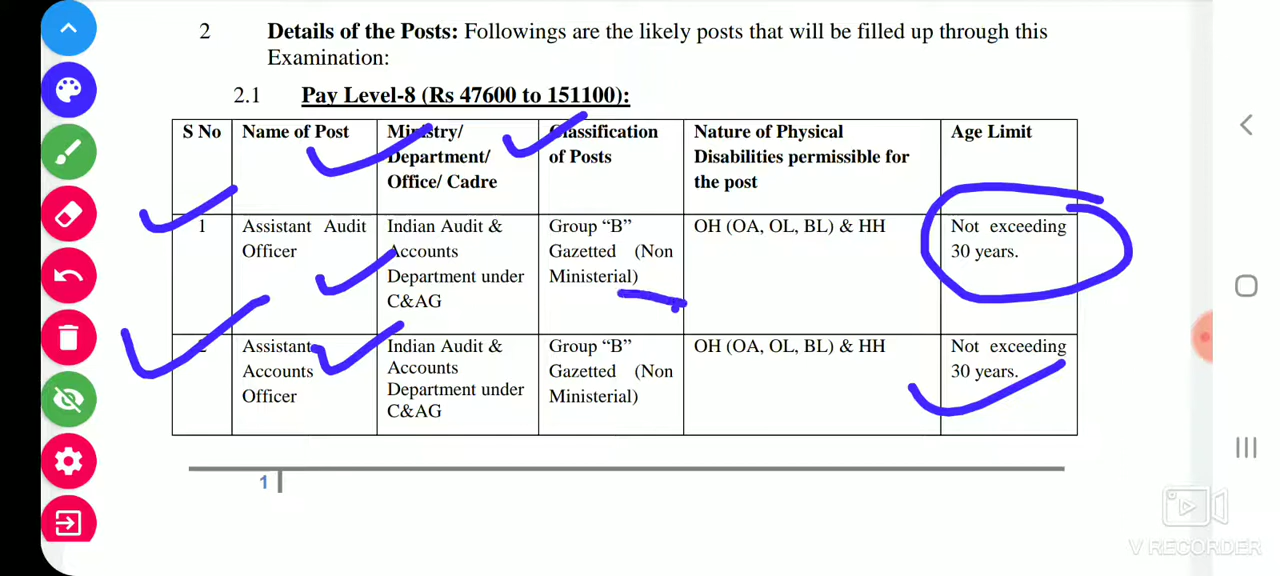 2 Details of the Posts: Followings are the likely posts that will be filled up through this
Examination:
2.1 Pay Level-8 (Rs 47600 to 151100):
S No
Name of Post
Ministry/
Department/
Office/ Cadre
Classification
of Posts
Nature of Physical
Disabilities permissible for
the post
Age Limit
1
Assistant Audit
Officer
Indian Audit &
Accounts
Department under
C&AG
Group “B”
Gazetted (Non
Ministerial)
OH (OA, OL, BL) & HH
Not exceeding
30 years.
2
Assistant
Accounts
Officer
Indian Audit &
Accounts
Department under
C&AG
Group “B”
Gazetted (Non
Ministerial)
OH (OA, OL, BL) & HH
Not exceeding
30 years.
1
V RECORDER